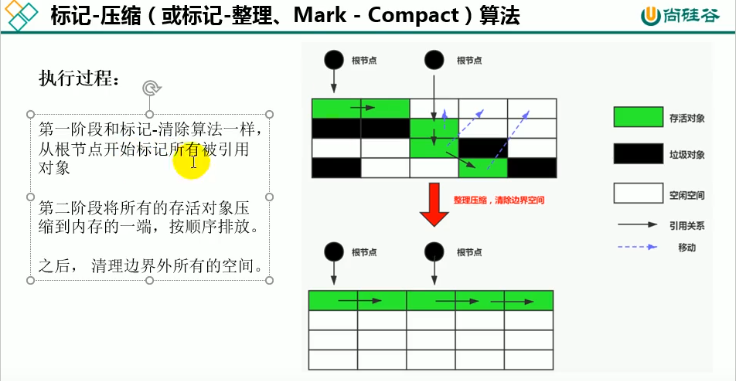 标记-压缩（或标记-整理、Mark - Compact）算法
尚硅谷
执行过程：
第一阶段和标记-清除算法一样，
从根节点开始标记所有被引用
对象
第二阶段将所有的存活对象压
缩到内存的一端，按顺序排放。
之后， 清理边界外所有的空间。
根节点
根节点
存活对象
垃圾对象
空闲空间
引用关系
移动
整理压缩，清除边界空间
根节点
根节点